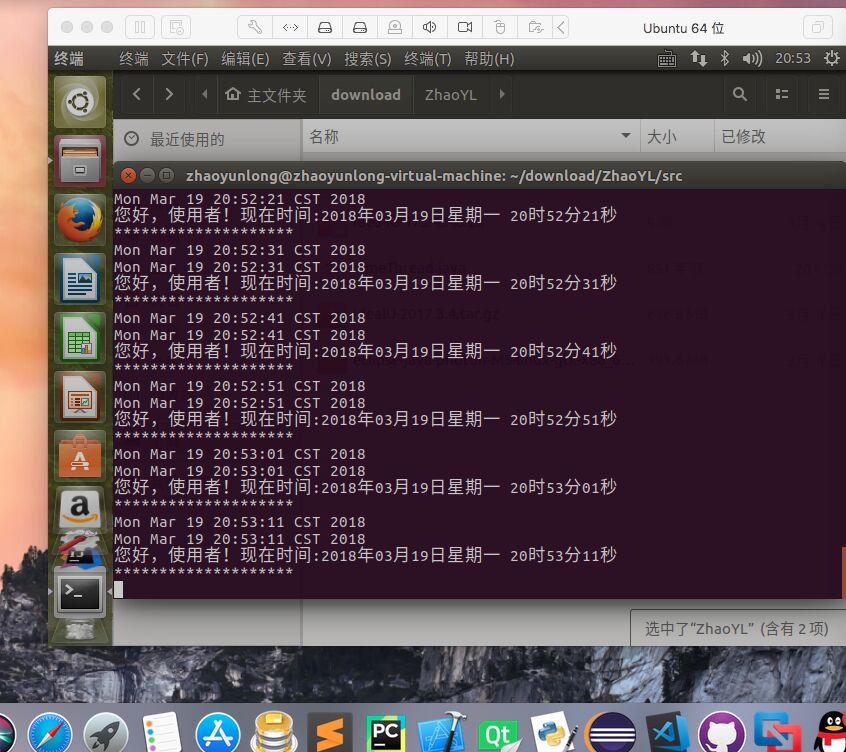 Ubuntu 64 位
终端 终端 文件(F) 编辑(E) 查看(V) 搜索(S) 终端(T) 帮助(H) 20:53
主文件夹 download ZhaoYL
最近使用的 名称 大小 已修改
zhaoyunlong@zhaoyunlong-virtual-machine: ~/download/ZhaoYL/src
Mon Mar 19 20:52:21 CST 2018
您好，使用者！现在时间:2018年03月19日星期一 20时52分21秒
********************
Mon Mar 19 20:52:31 CST 2018
Mon Mar 19 20:52:31 CST 2018
您好，使用者！现在时间:2018年03月19日星期一 20时52分31秒
********************
Mon Mar 19 20:52:41 CST 2018
Mon Mar 19 20:52:41 CST 2018
您好，使用者！现在时间:2018年03月19日星期一 20时52分41秒
********************
Mon Mar 19 20:52:51 CST 2018
Mon Mar 19 20:52:51 CST 2018
您好，使用者！现在时间:2018年03月19日星期一 20时52分51秒
********************
Mon Mar 19 20:53:01 CST 2018
Mon Mar 19 20:53:01 CST 2018
您好，使用者！现在时间:2018年03月19日星期一 20时53分01秒
********************
Mon Mar 19 20:53:11 CST 2018
Mon Mar 19 20:53:11 CST 2018
您好，使用者！现在时间:2018年03月19日星期一 20时53分11秒
********************
选中了“ZhaoYL” (含有 2 项)
PC
Qt